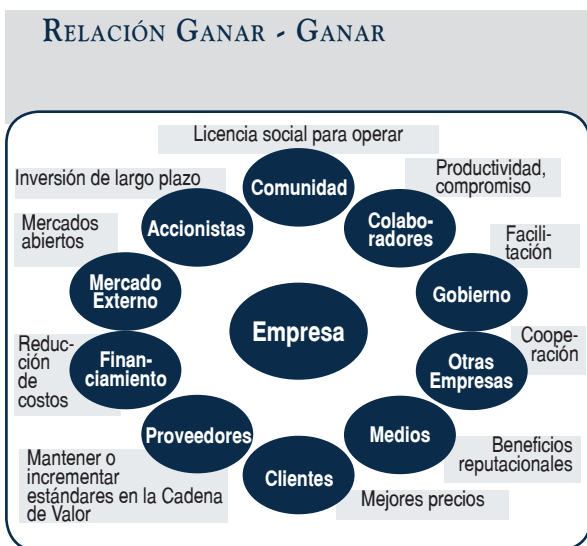 RELACIÓN GANAR - GANAR
Licencia social para operar
Comunidad
Productividad,
compromiso
Colabo-
radores
Facili-
tación
Gobierno
Coope-
ración
Otras
Empresas
Beneficios
reputacionales
Medios
Mejores precios
Clientes
Mantener o
incrementar
estándares en la Cadena
de Valor
Proveedores
Reduc-
ción
de
costos
Finan-
ciamiento
Mercados
abiertos
Mercado
Externo
Inversión de largo plazo
Accionistas
Empresa